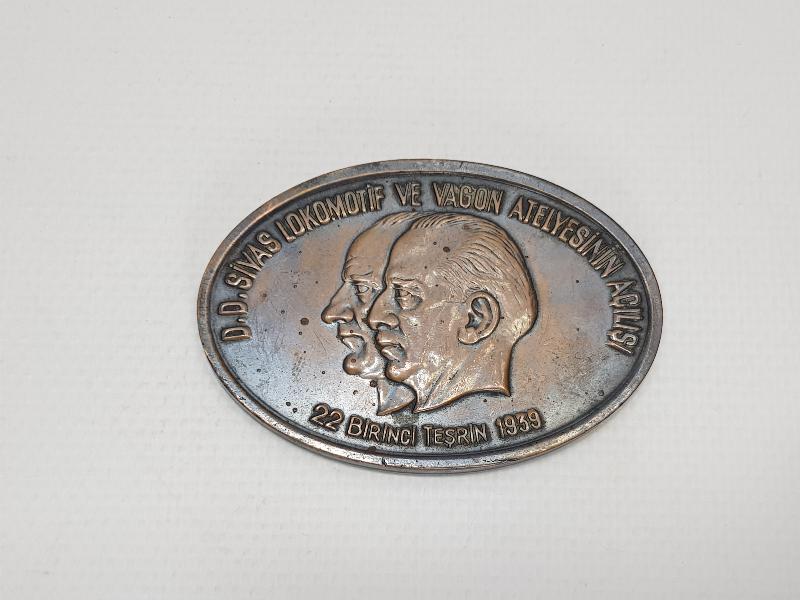 D.D. SİVAS LOKOMOTİF VE VAGON ATELYESİNİN AÇILIŞI
22 BİRİNCİ TEŞRİN 1939